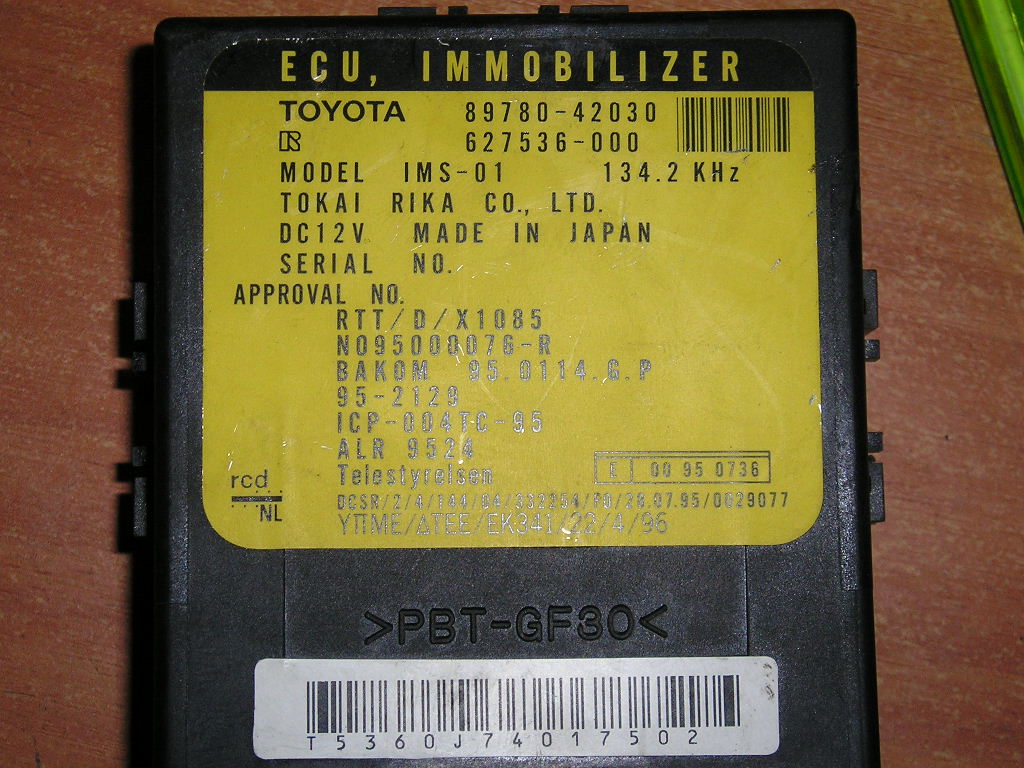 ECU, IMMOBILIZER
TOYOTA 89780-42030
627536-000
MODEL IMS-01 134.2 KHz
TOKAI RIKA CO., LTD.
DC12V MADE IN JAPAN
SERIAL NO.
APPROVAL NO.
RTT/D/X1085
NO95000076-R
BAKOM 95.0114.G.P
95-2129
ICP-004TC-95
ALR 9524
Telestyrelsen
E 00 95 0736
rcd
NL
DCSR/2/4/144/04/332254/F0/28.07.95/0029077
ΥΠΜΕ/ΔΤΕΕ/ΕΚ341/22/4/96
>PBT-GF30<
T5360J74017502